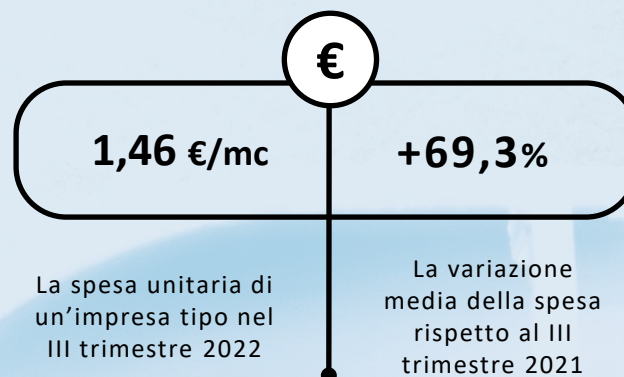 €
1,46 €/mc
+69,3%
La spesa unitaria di
un’impresa tipo nel
III trimestre 2022
La variazione
media della spesa
rispetto al III
trimestre 2021